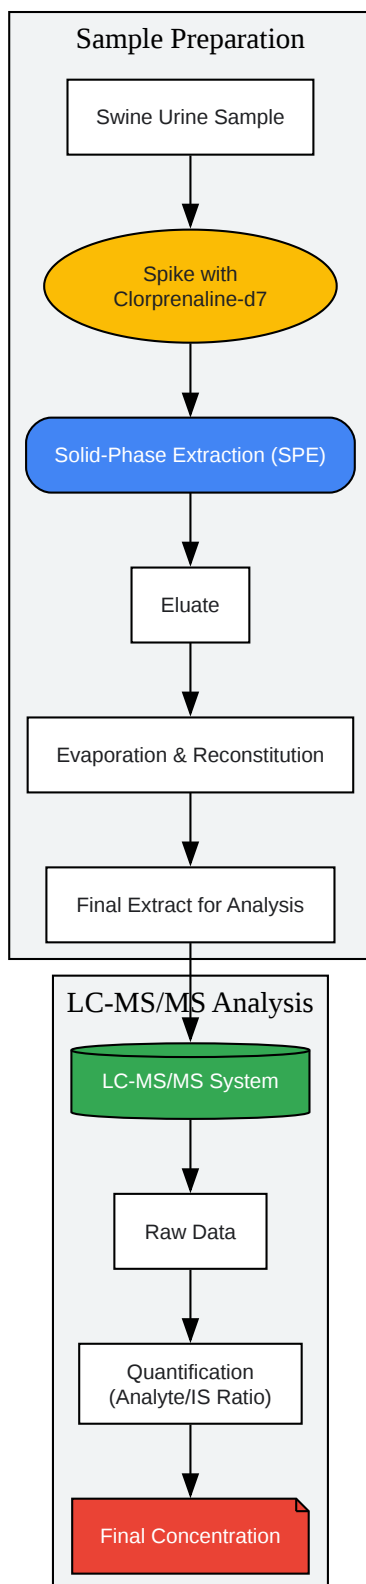 Sample Preparation
Swine Urine Sample
Spike with
Clorprenaline-d7
Solid-Phase Extraction (SPE)
Eluate
Evaporation & Reconstitution
Final Extract for Analysis
LC-MS/MS Analysis
LC-MS/MS System
Raw Data
Quantification
(Analyte/IS Ratio)
Final Concentration